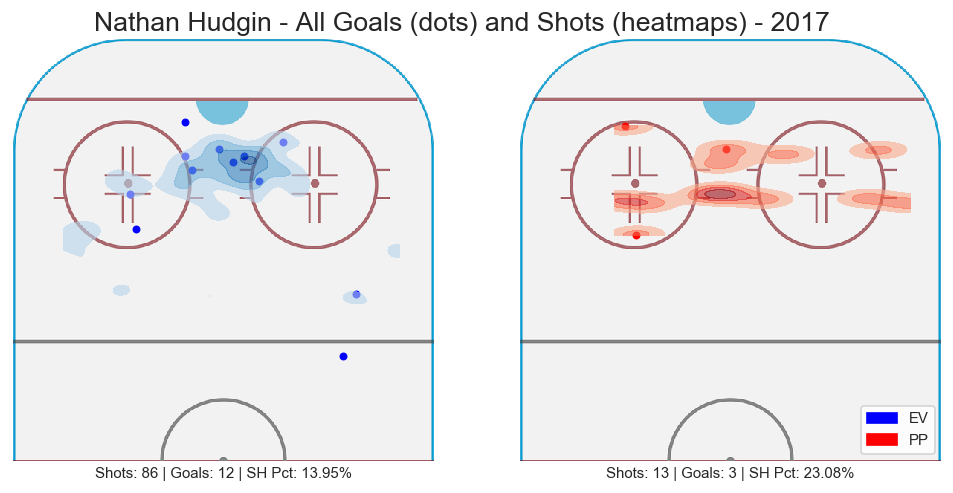 Nathan Hudgin - All Goals (dots) and Shots (heatmaps) - 2017
EV
PP
Shots: 86 | Goals: 12 | SH Pct: 13.95%
Shots: 13 | Goals: 3 | SH Pct: 23.08%